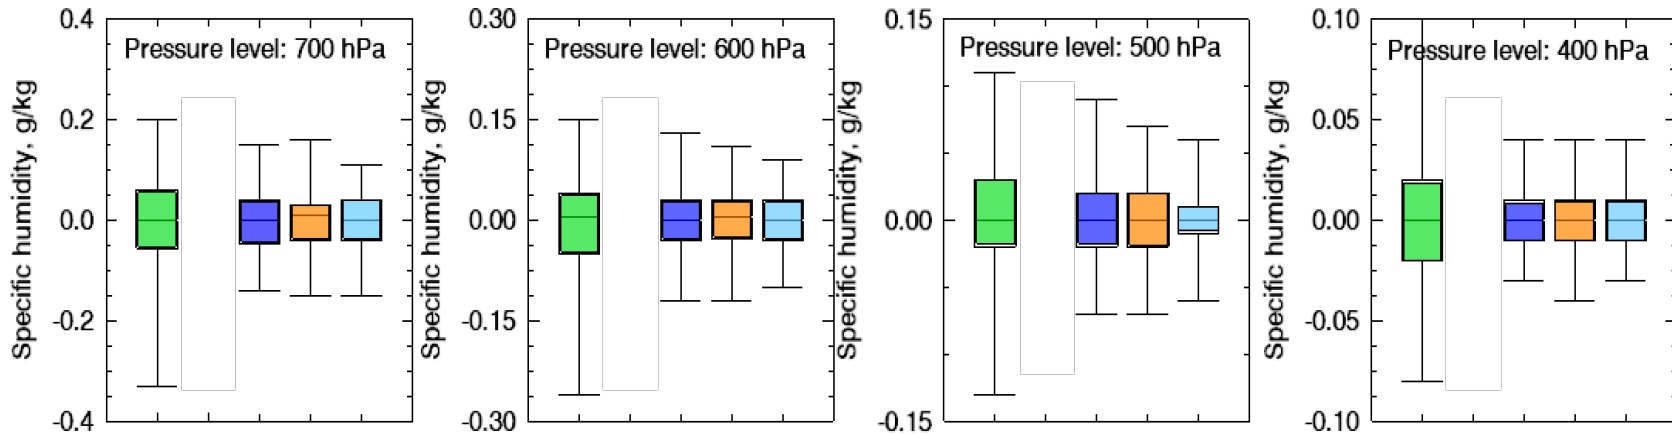 Pressure level: 700 hPa
Specific humidity, g/kg
0.4
0.2
0.0
-0.2
-0.4
Pressure level: 600 hPa
Specific humidity, g/kg
0.30
0.15
0.00
-0.15
-0.30
Pressure level: 500 hPa
Specific humidity, g/kg
0.15
0.00
-0.15
Pressure level: 400 hPa
Specific humidity, g/kg
0.10
0.05
0.00
-0.05
-0.10